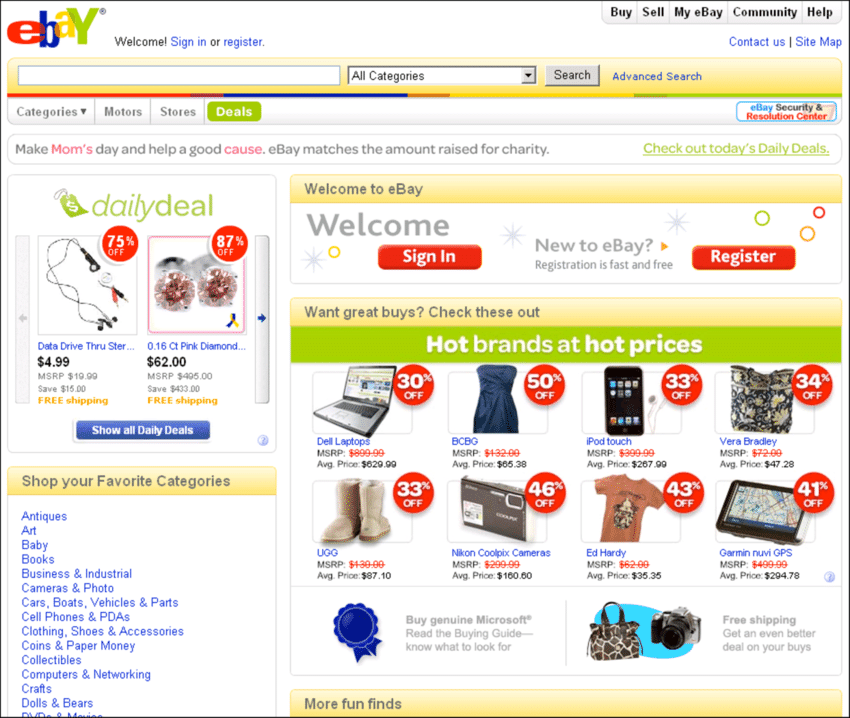 Buy Sell My eBay Community Help
ebaY®
Welcome! Sign in or register.
Contact us | Site Map
All Categories
Search
Advanced Search
Categories ▾ Motors Stores Deals
eBay Security &
Resolution Center
Make Mom's day and help a good cause. eBay matches the amount raised for charity.
Check out today's Daily Deals.
dailydeal
75%
OFF
87%
OFF
Data Drive Thru Ster...
$4.99
MSRP $19.99
Save $15.00
FREE shipping
0.16 Ct Pink Diamond...
$62.00
MSRP $495.00
Save $433.00
FREE shipping
Show all Daily Deals
Shop your Favorite Categories
Antiques
Art
Baby
Books
Business & Industrial
Cameras & Photo
Cars, Boats, Vehicles & Parts
Cell Phones & PDAs
Clothing, Shoes & Accessories
Coins & Paper Money
Collectibles
Computers & Networking
Crafts
Dolls & Bears
DVDs & Movies
Welcome to eBay
Welcome
Sign In
New to eBay?
Registration is fast and free
Register
Want great buys? Check these out
Hot brands at hot prices
30%
OFF
Dell Laptops
MSRP: $899.99
Avg. Price: $629.99
50%
OFF
BCBG
MSRP: $132.00
Avg. Price: $65.38
33%
OFF
iPod touch
MSRP: $399.99
Avg. Price: $267.99
34%
OFF
Vera Bradley
MSRP: $72.00
Avg. Price: $47.28
33%
OFF
UGG
MSRP: $130.00
Avg. Price: $87.10
46%
OFF
Nikon Coolpix Cameras
MSRP: $299.99
Avg. Price: $160.60
43%
OFF
Ed Hardy
MSRP: $62.00
Avg. Price: $35.35
41%
OFF
Garmin nuvi GPS
MSRP: $499.99
Avg. Price: $294.78
Buy genuine Microsoft®
Read the Buying Guide—
know what to look for
Free shipping
Get an even better
deal on your buys
More fun finds